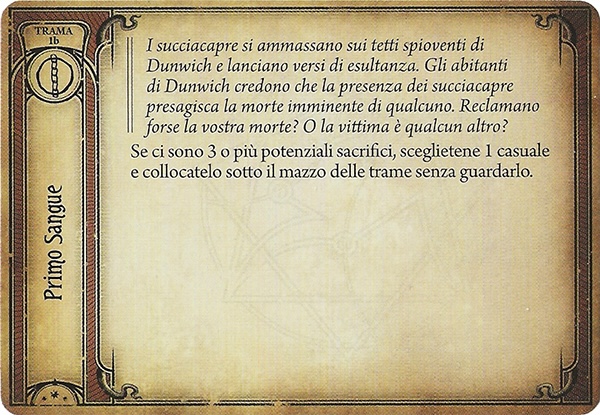 TRAMA
1b
Primo Sangue
I succiacapre si ammassano sui tetti spioventi di
Dunwich e lanciano versi di esultanza. Gli abitanti
di Dunwich credono che la presenza dei succiacapre
presagisca la morte imminente di qualcuno. Reclamano
forse la vostra morte? O la vittima è qualcun altro?
Se ci sono 3 o più potenziali sacrifici, sceglietene 1 casuale
e collocatelo sotto il mazzo delle trame senza guardarlo.